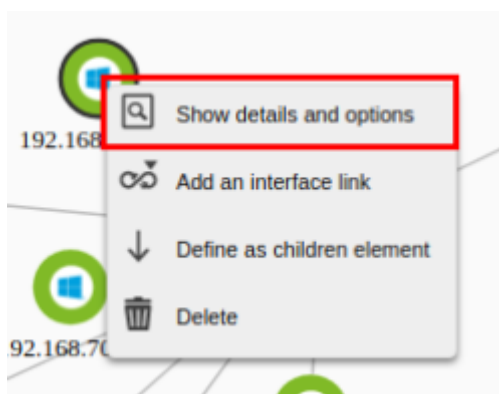 Show details and options
192.168
Add an interface link
Define as children element
Delete
92.168.70